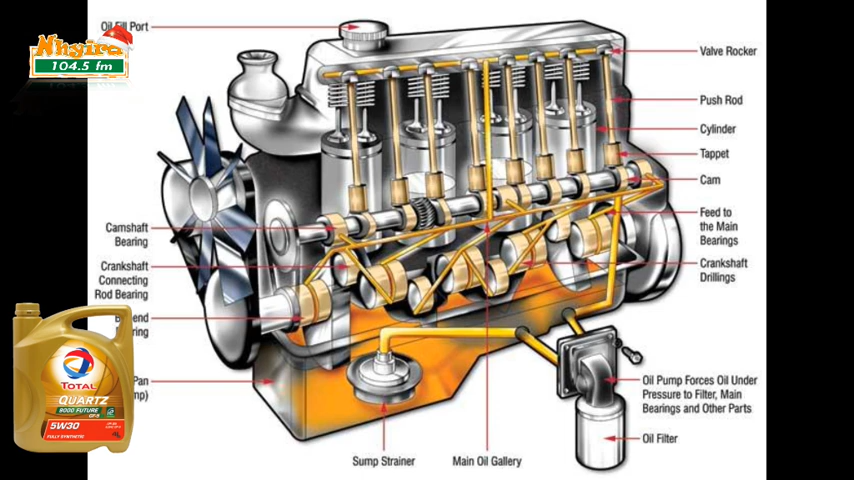 Oil Fill Port
Nhyira
104.5 fm
Valve Rocker
Push Rod
Cylinder
Tappet
Cam
Feed to
the Main
Bearings
Crankshaft
Drillings
Camshaft
Bearing
Crankshaft
Connecting
Rod Bearing
TOTAL
QUARTZ
9000 FUTURE
5W30
FULLY SYNTHETIC
Pan
Oil Pump Forces Oil Under
Pressure to Filter, Main
Bearings and Other Parts
Oil Filter
Sump Strainer
Main Oil Gallery